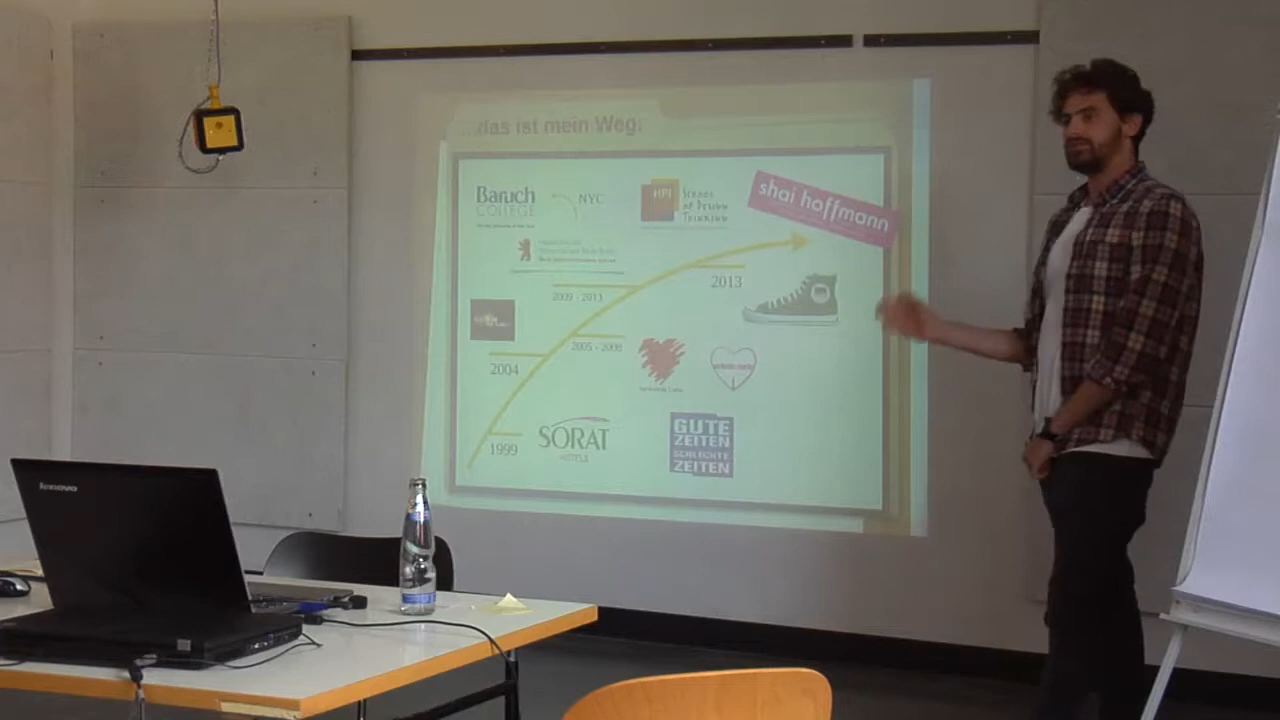 das ist mein Weg.
Baruch
COLLEGE
NYC
HPI
School
of Design
Thinking
shai hoffmann
2013
2009 - 2011
2005 - 2008
2004
1999
SORAT
HOTELS
GUTE
ZEITEN
SCHLECHTE
ZEITEN
lenovo